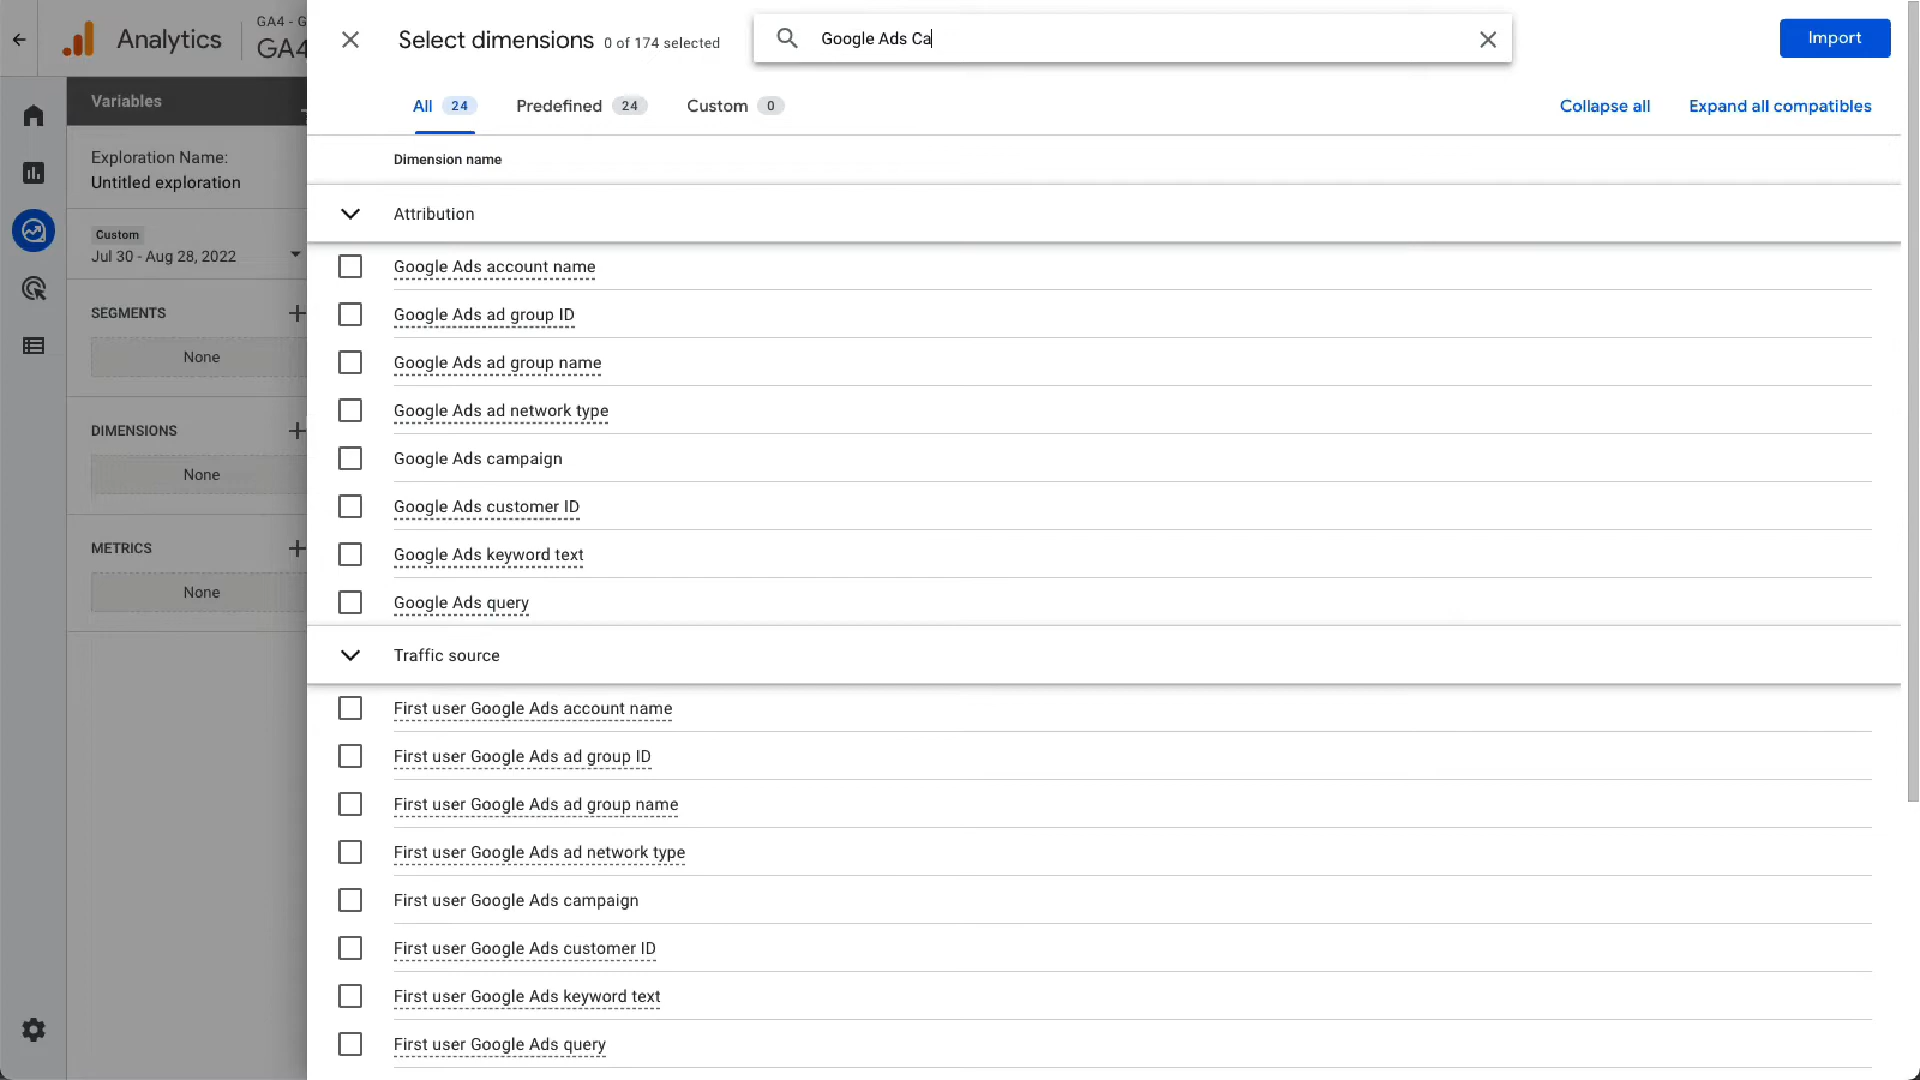 Analytics
GA4 - G
GA4
Select dimensions 0 of 174 selected
Google Ads Ca
Import
All 24
Predefined 24
Custom 0
Collapse all
Expand all compatibles
Variables
Exploration Name:
Untitled exploration
Custom
Jul 30 - Aug 28, 2022
SEGMENTS
None
DIMENSIONS
None
METRICS
None
Dimension name
Attribution
Google Ads account name
Google Ads ad group ID
Google Ads ad group name
Google Ads ad network type
Google Ads campaign
Google Ads customer ID
Google Ads keyword text
Google Ads query
Traffic source
First user Google Ads account name
First user Google Ads ad group ID
First user Google Ads ad group name
First user Google Ads ad network type
First user Google Ads campaign
First user Google Ads customer ID
First user Google Ads keyword text
First user Google Ads query